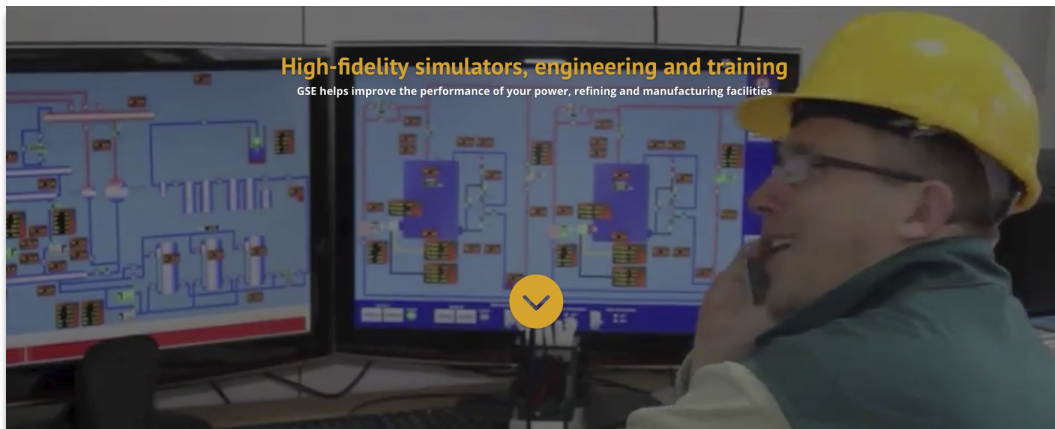 High-fidelity simulators, engineering and training
GSE helps improve the performance of your power, refining and manufacturing facilities